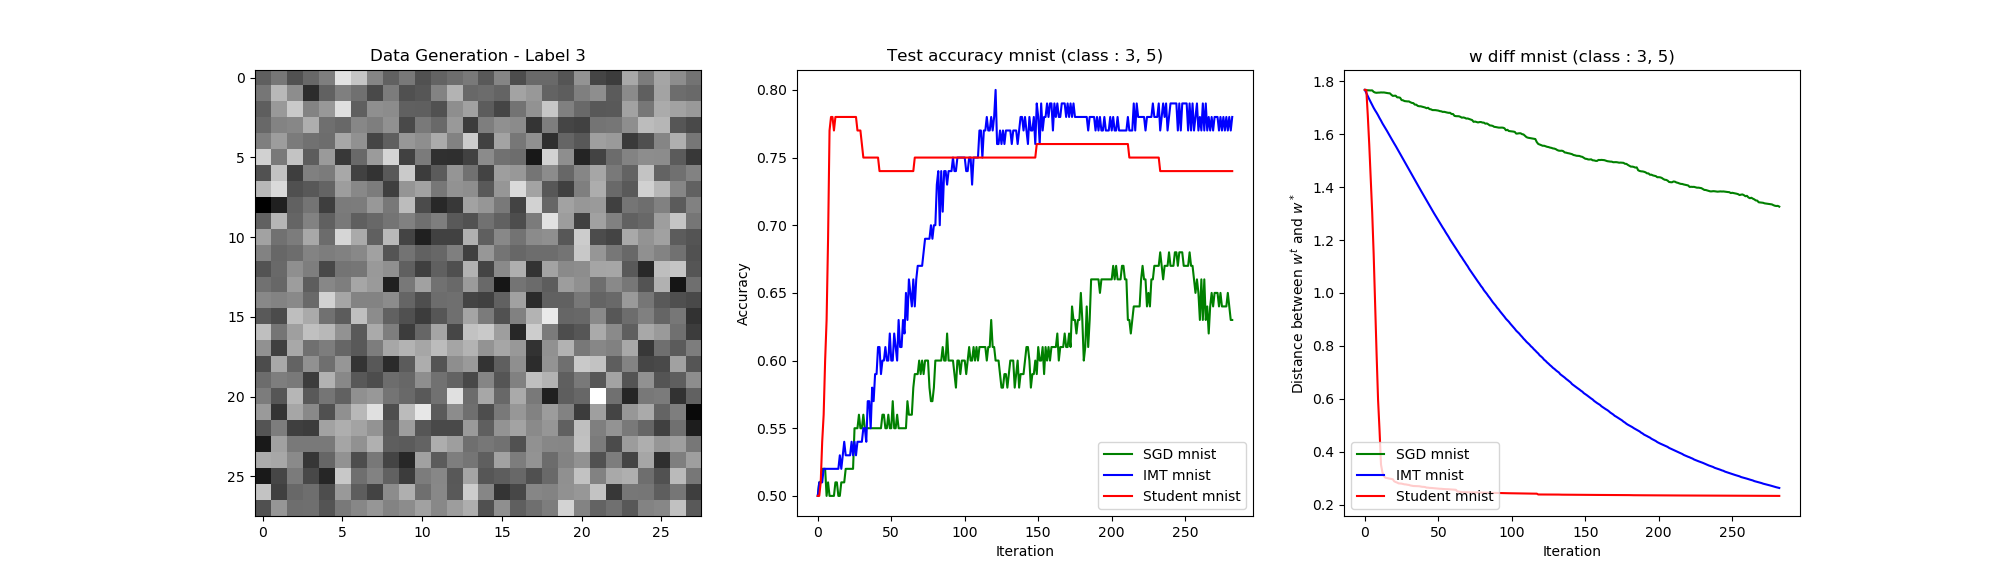 Data Generation - Label 3
0
5
10
15
20
25
0 5 10 15 20 25
Test accuracy mnist (class : 3, 5)
Accuracy
0.80
0.75
0.70
0.65
0.60
0.55
0.50
0 50 100 150 200 250
Iteration
SGD mnist
IMT mnist
Student mnist
w diff mnist (class : 3, 5)
Distance between w^t and w^*
1.8
1.6
1.4
1.2
1.0
0.8
0.6
0.4
0.2
0 50 100 150 200 250
Iteration
SGD mnist
IMT mnist
Student mnist